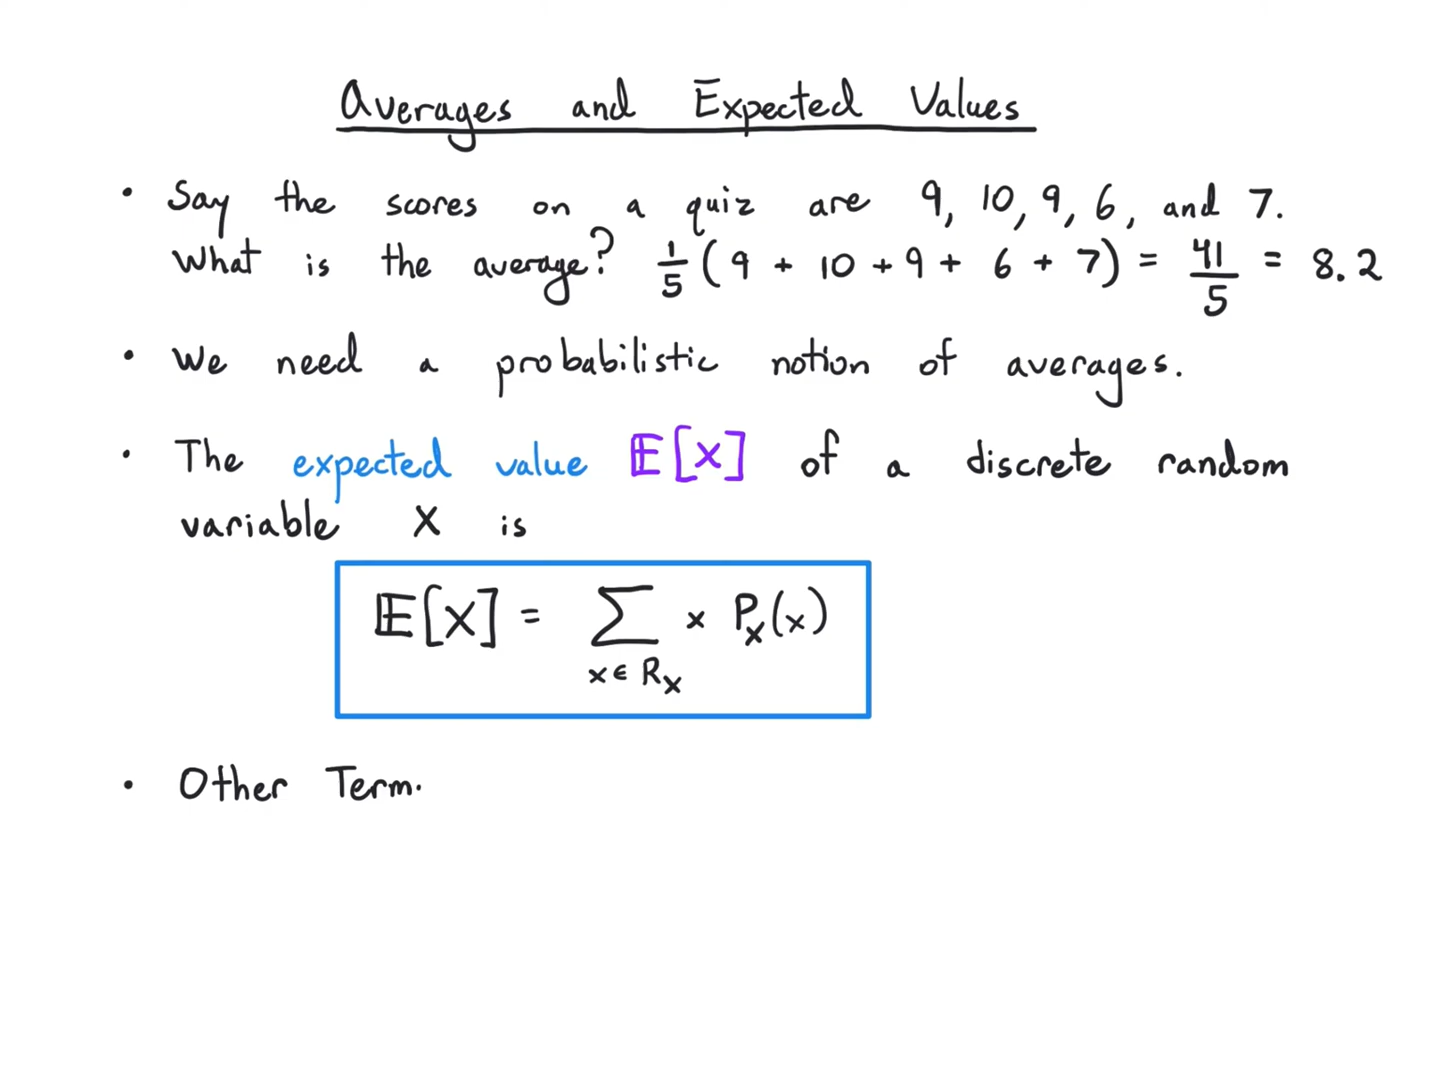 Averages and Expected Values
• Say the scores on a quiz are 9, 10, 9, 6, and 7.
What is the average? 1/5 (9 + 10 + 9 + 6 + 7) = 41/5 = 8.2
• We need a probabilistic notion of averages.
• The expected value 𝔼[X] of a discrete random
variable X is
𝔼[X] = ∑ x P_X(x)
x ∈ R_X
• Other Term.